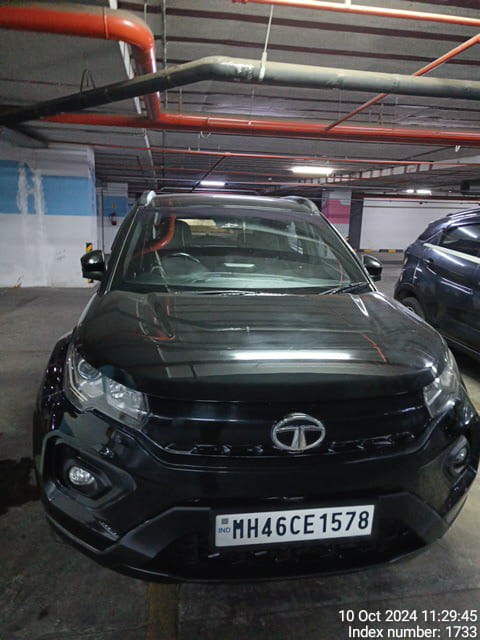 IND
MH46CE1578
10 Oct 2024 11:29:45
Index number: 1733